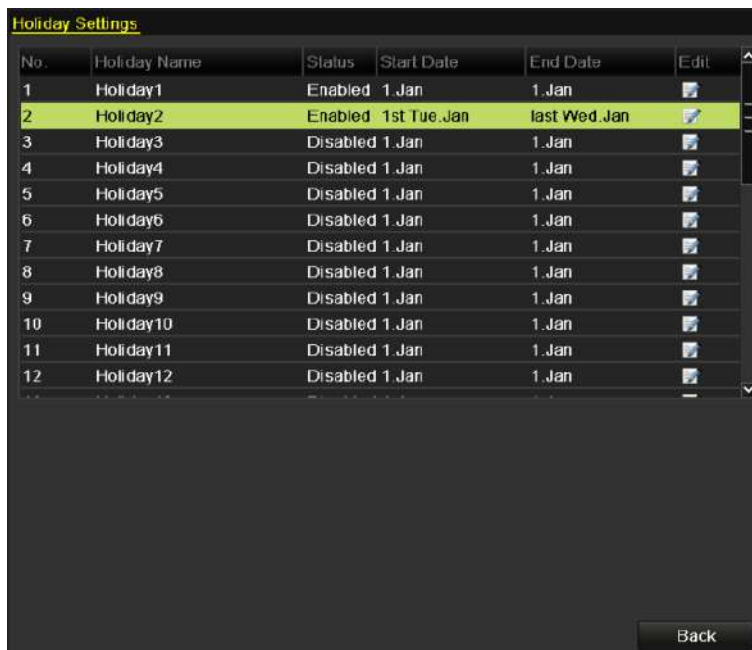 Holiday Settings
No. Holiday Name Status Start Date End Date Edit
1 Holiday1 Enabled 1.Jan 1.Jan
2 Holiday2 Enabled 1st Tue.Jan last Wed.Jan
3 Holiday3 Disabled 1.Jan 1.Jan
4 Holiday4 Disabled 1.Jan 1.Jan
5 Holiday5 Disabled 1.Jan 1.Jan
6 Holiday6 Disabled 1.Jan 1.Jan
7 Holiday7 Disabled 1.Jan 1.Jan
8 Holiday8 Disabled 1.Jan 1.Jan
9 Holiday9 Disabled 1.Jan 1.Jan
10 Holiday10 Disabled 1.Jan 1.Jan
11 Holiday11 Disabled 1.Jan 1.Jan
12 Holiday12 Disabled 1.Jan 1.Jan
Back